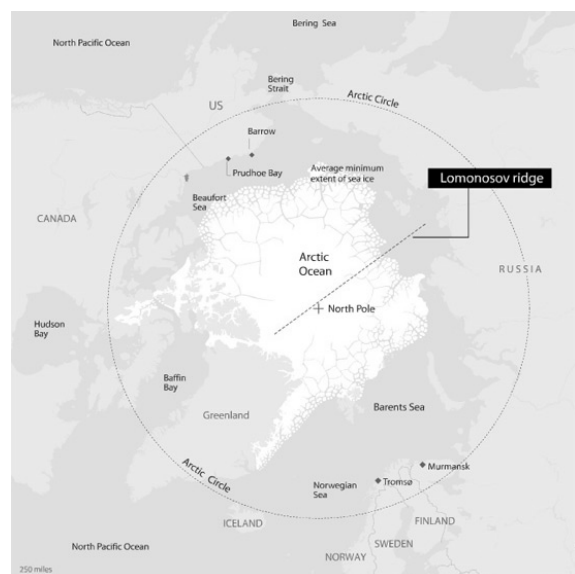 Bering Sea
North Pacific Ocean
Bering
Strait
Arctic Circle
US
Barrow
Prudhoe Bay
Average minimum
extent of sea ice
Lomonosov ridge
Beaufort
Sea
CANADA
Arctic
Ocean
RUSSIA
North Pole
Hudson
Bay
Baffin
Bay
Greenland
Barents Sea
Arctic Circle
Murmansk
Norwegian
Sea
Tromsø
ICELAND
FINLAND
SWEDEN
North Pacific Ocean
NORWAY
250 miles